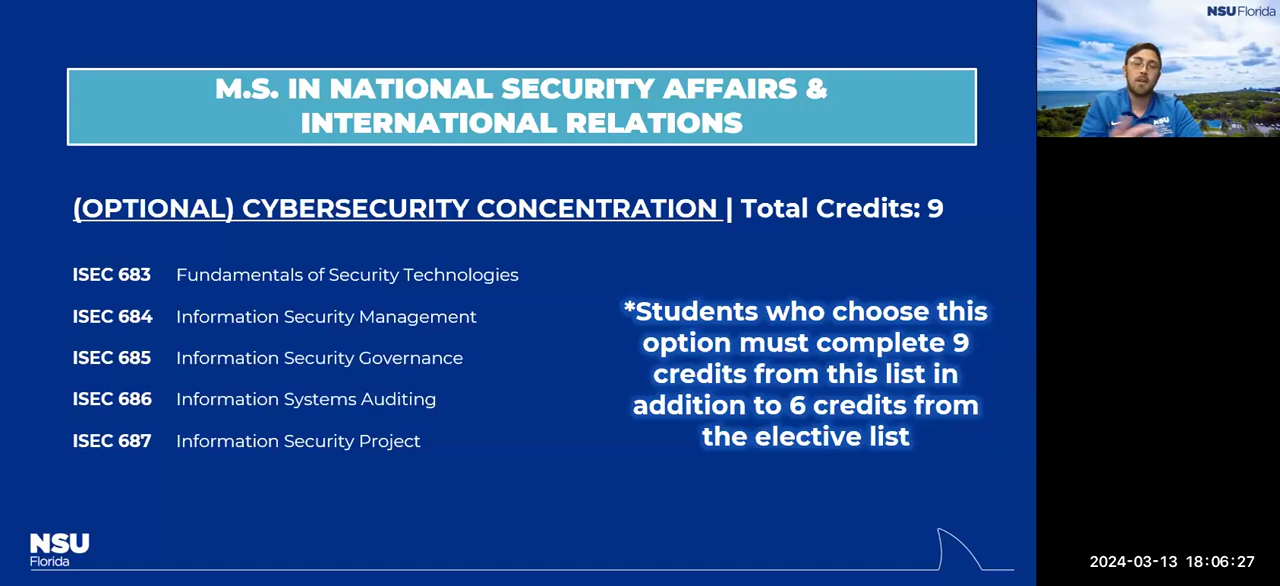 M.S. IN NATIONAL SECURITY AFFAIRS &
INTERNATIONAL RELATIONS
(OPTIONAL) CYBERSECURITY CONCENTRATION | Total Credits: 9
ISEC 683 Fundamentals of Security Technologies
ISEC 684 Information Security Management
ISEC 685 Information Security Governance
ISEC 686 Information Systems Auditing
ISEC 687 Information Security Project
*Students who choose this
option must complete 9
credits from this list in
addition to 6 credits from
the elective list
NSU
Florida
NSU Florida
NSU
2024-03-13 18:06:27